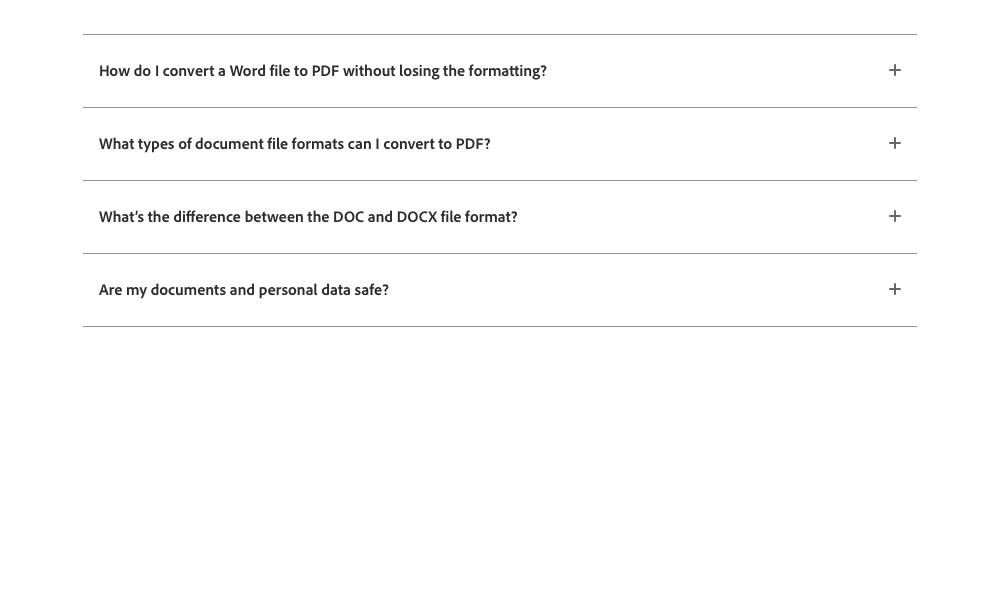 How do I convert a Word file to PDF without losing the formatting?
What types of document file formats can I convert to PDF?
What’s the difference between the DOC and DOCX file format?
Are my documents and personal data safe?